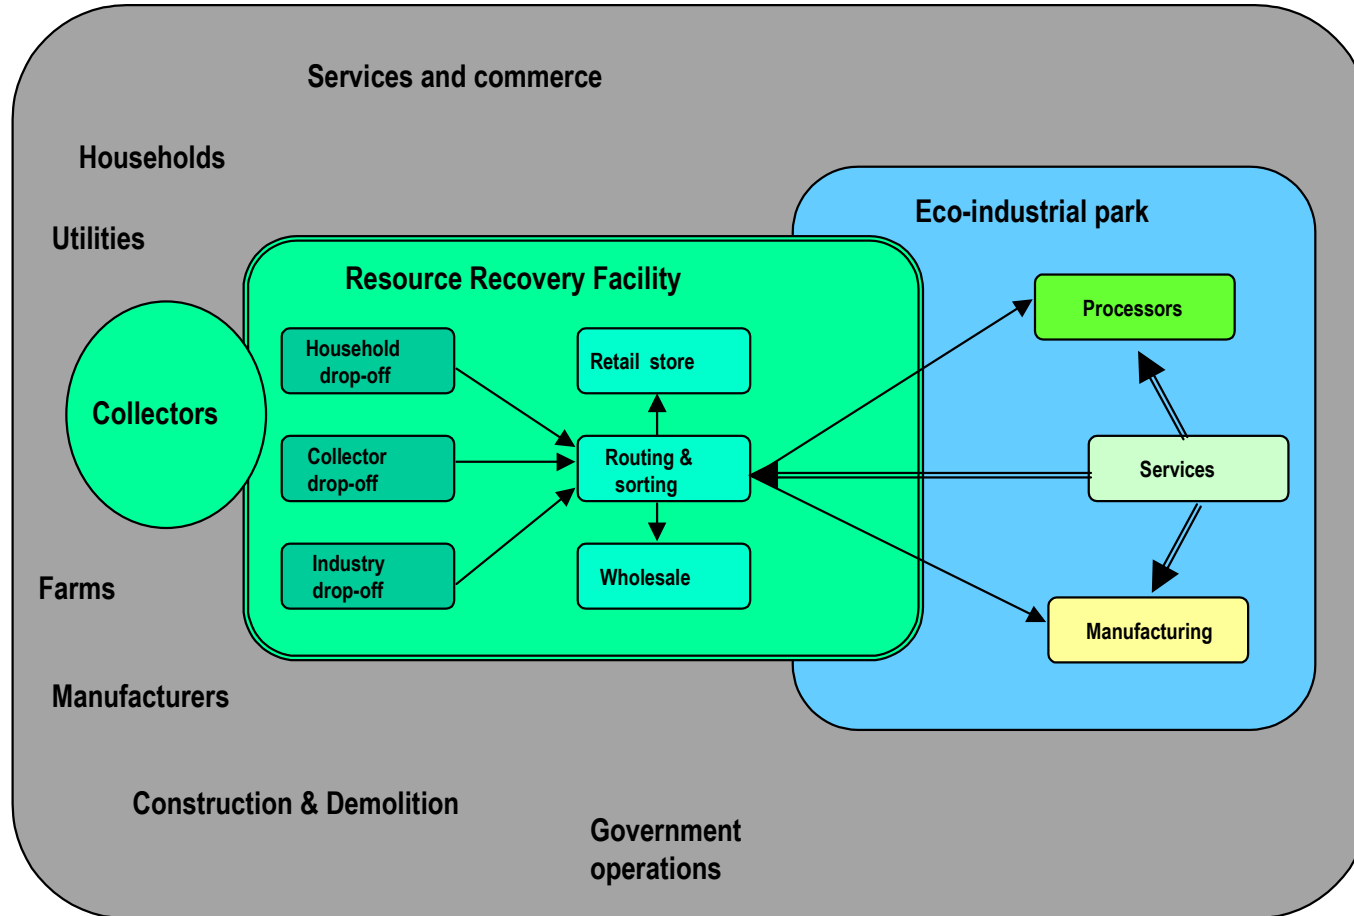 Services and commerce
Households
Utilities
Eco-industrial park
Resource Recovery Facility
Processors
Household
drop-off
Retail store
Collectors
Collector
drop-off
Routing &
sorting
Services
Industry
drop-off
Wholesale
Farms
Manufacturing
Manufacturers
Construction & Demolition
Government
operations